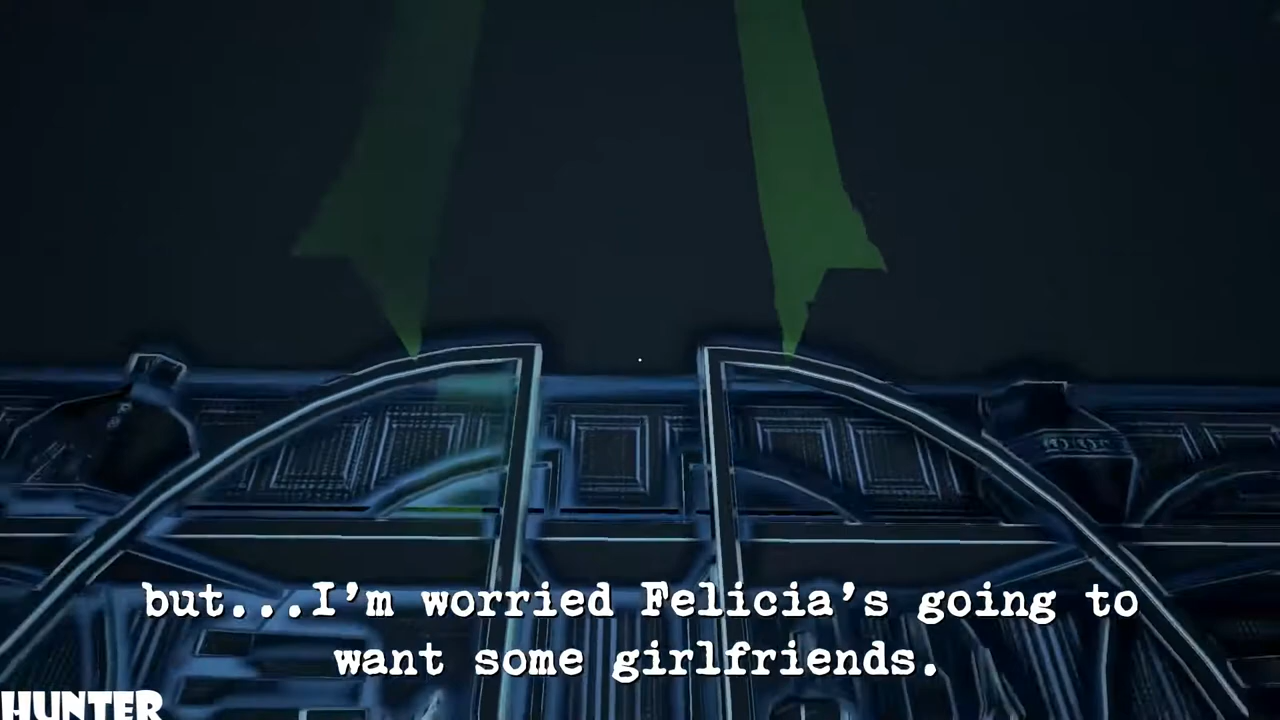 but...I'm worried Felicia's going to
want some girlfriends.
HUNTER